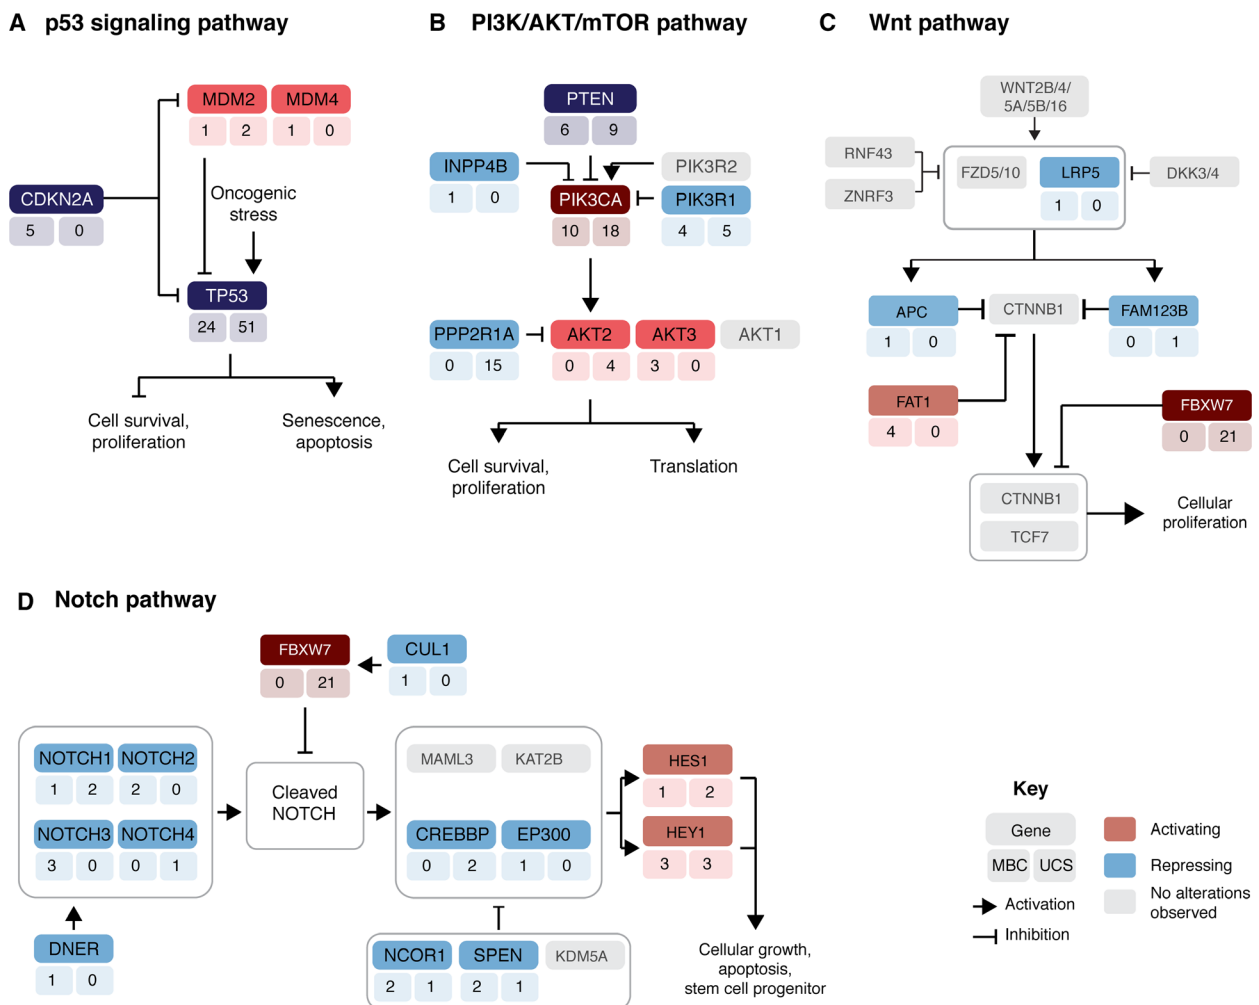 A p53 signaling pathway
MDM2 MDM4
1 2 1 0
CDKN2A
5 0
Oncogenic
stress
TP53
24 51
Cell survival,
proliferation
Senescence,
apoptosis
B PI3K/AKT/mTOR pathway
PTEN
6 9
INPP4B
1 0
PIK3R2
PIK3CA
10 18
PIK3R1
4 5
PPP2R1A
0 15
AKT2 AKT3 AKT1
0 4 3 0
Cell survival,
proliferation
Translation
C Wnt pathway
WNT2B/4/
5A/5B/16
RNF43
ZNRF3
FZD5/10
LRP5
1 0
DKK3/4
APC
1 0
CTNNB1
FAM123B
0 1
FAT1
4 0
FBXW7
0 21
CTNNB1
TCF7
Cellular
proliferation
D Notch pathway
FBXW7
0 21
CUL1
1 0
NOTCH1 NOTCH2
1 2 2 0
NOTCH3 NOTCH4
3 0 0 1
DNER
1 0
Cleaved
NOTCH
MAML3 KAT2B
CREBBP EP300
0 2 1 0
NCOR1 SPEN KDM5A
2 1 2 1
HES1
1 2
HEY1
3 3
Cellular growth,
apoptosis,
stem cell progenitor
Key
Gene
MBC UCS
Activation
Inhibition
Activating
Repressing
No alterations
observed